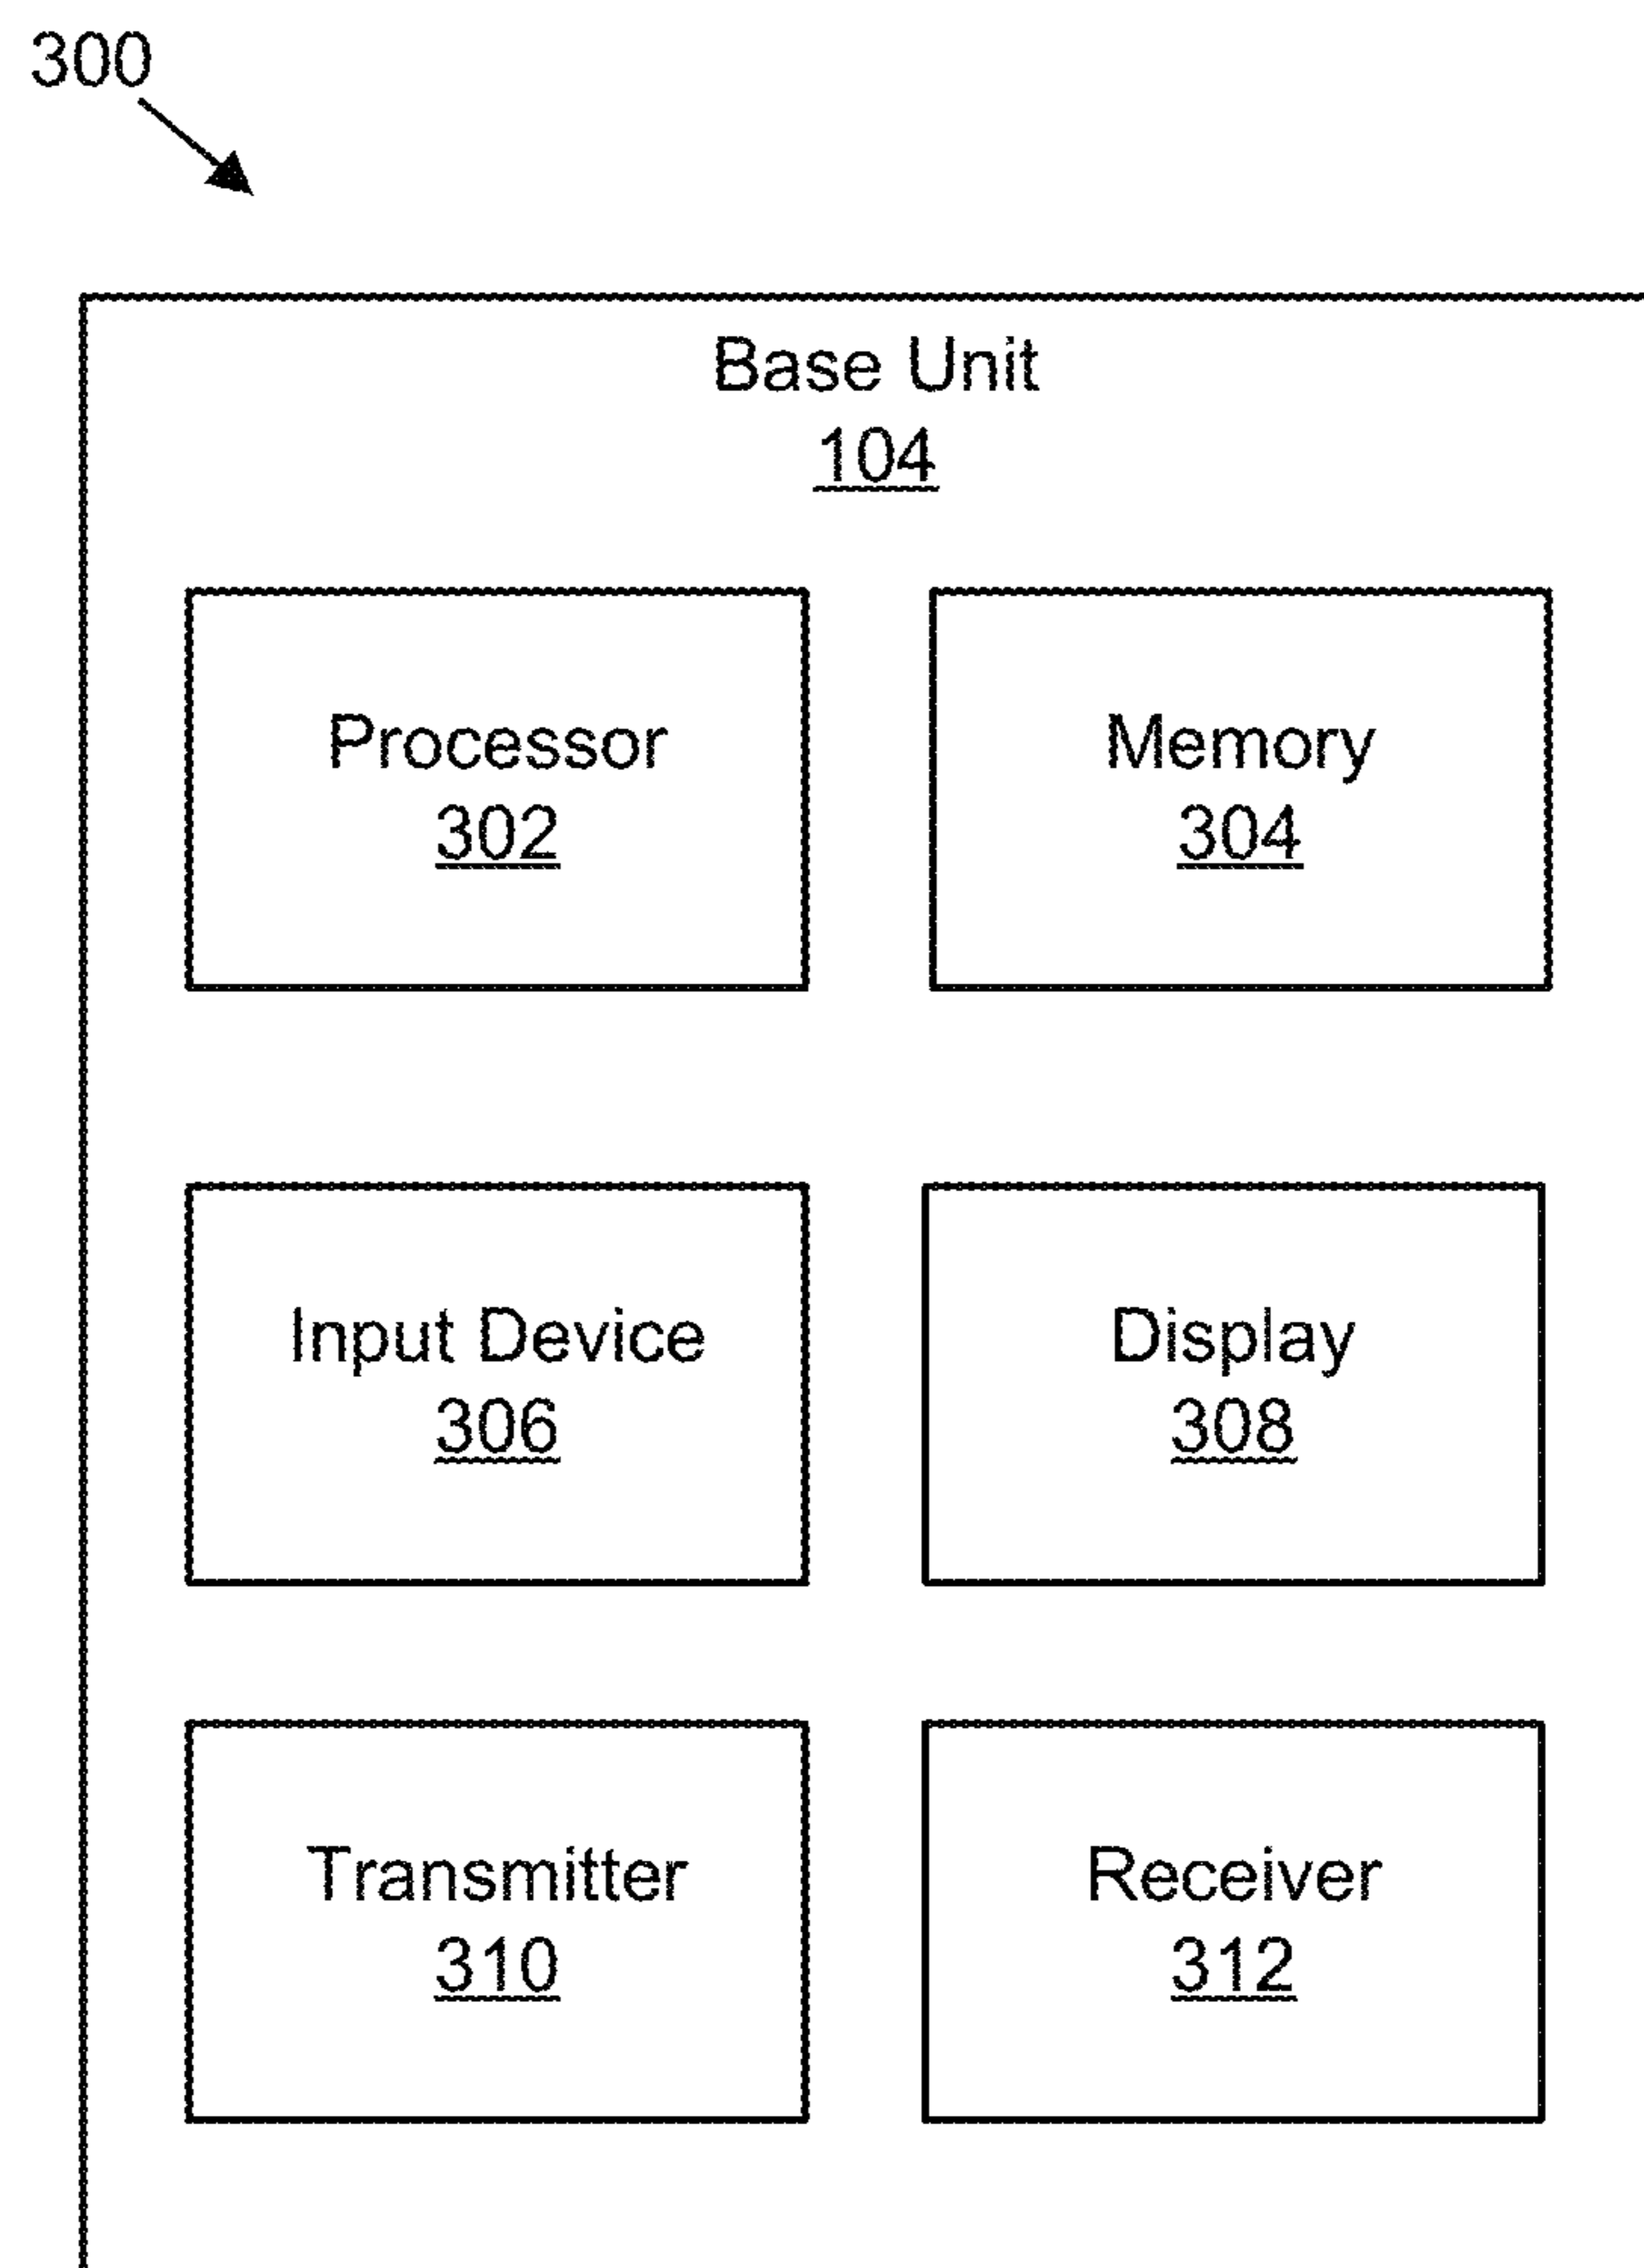 300
Base Unit
104
Processor
302
Memory
304
Input Device
306
Display
308
Transmitter
310
Receiver
312